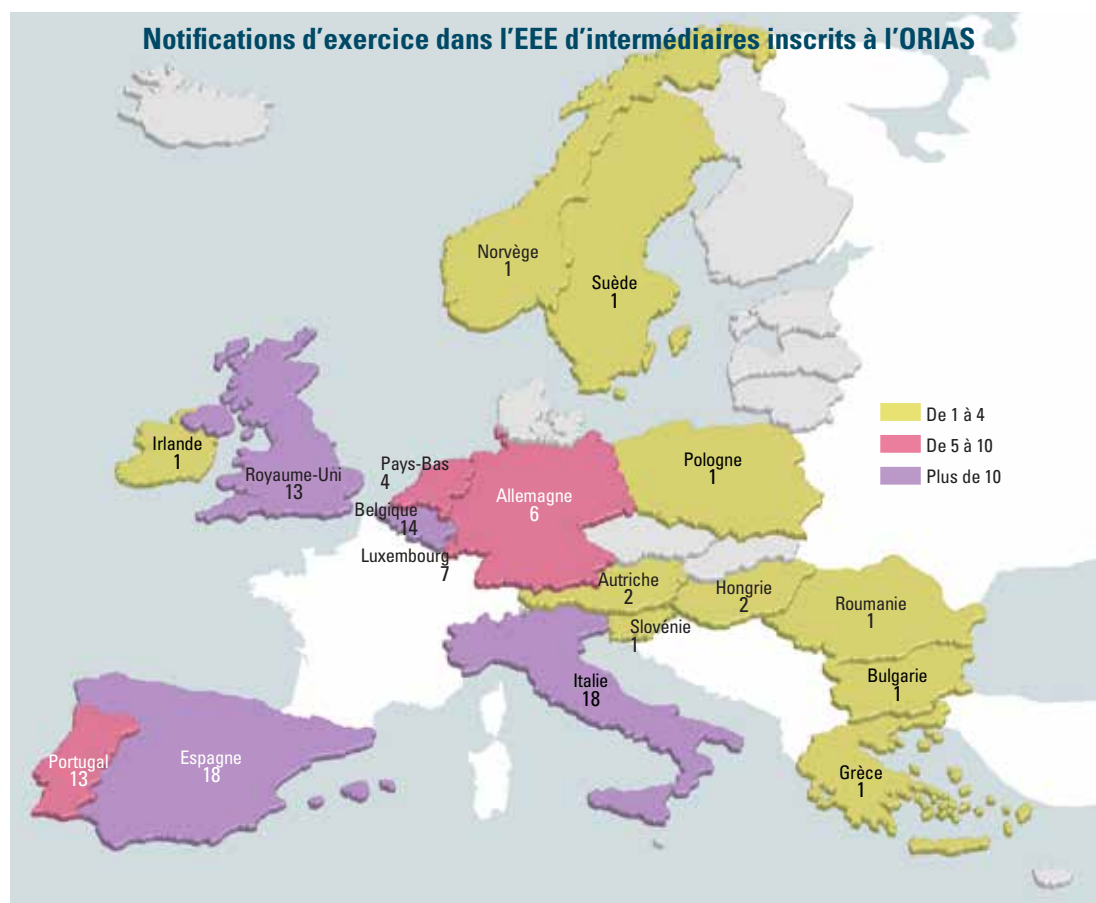 Notifications d'exercice dans l'EEE d'intermédiaires inscrits à l'ORIAS
Norvège
1
Suède
1
De 1 à 4
De 5 à 10
Plus de 10
Irlande
1
Royaume-Uni
13
Pays-Bas
4
Belgique
14
Luxembourg
7
Allemagne
6
Pologne
1
Autriche
2
Hongrie
2
Slovénie
1
Roumanie
1
Bulgarie
1
Italie
18
Grèce
1
Portugal
13
Espagne
18